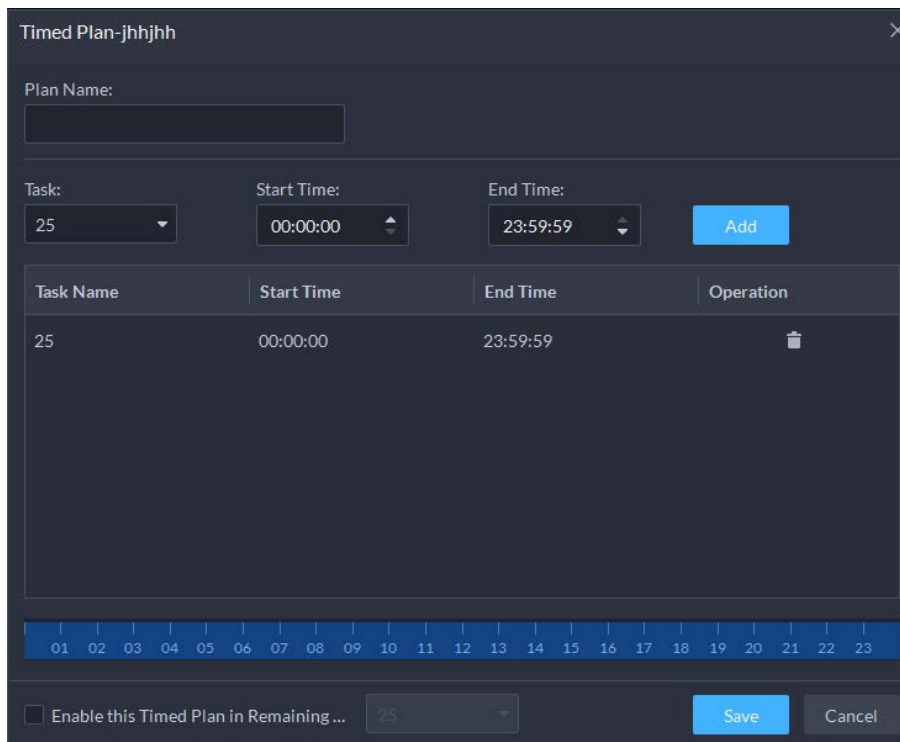 Timed Plan-jhhjhh
Plan Name:
Task: Start Time: End Time:
25 00:00:00 23:59:59 Add
Task Name Start Time End Time Operation
25 00:00:00 23:59:59
01 02 03 04 05 06 07 08 09 10 11 12 13 14 15 16 17 18 19 20 21 22 23
Enable this Timed Plan in Remaining ... 25 Save Cancel